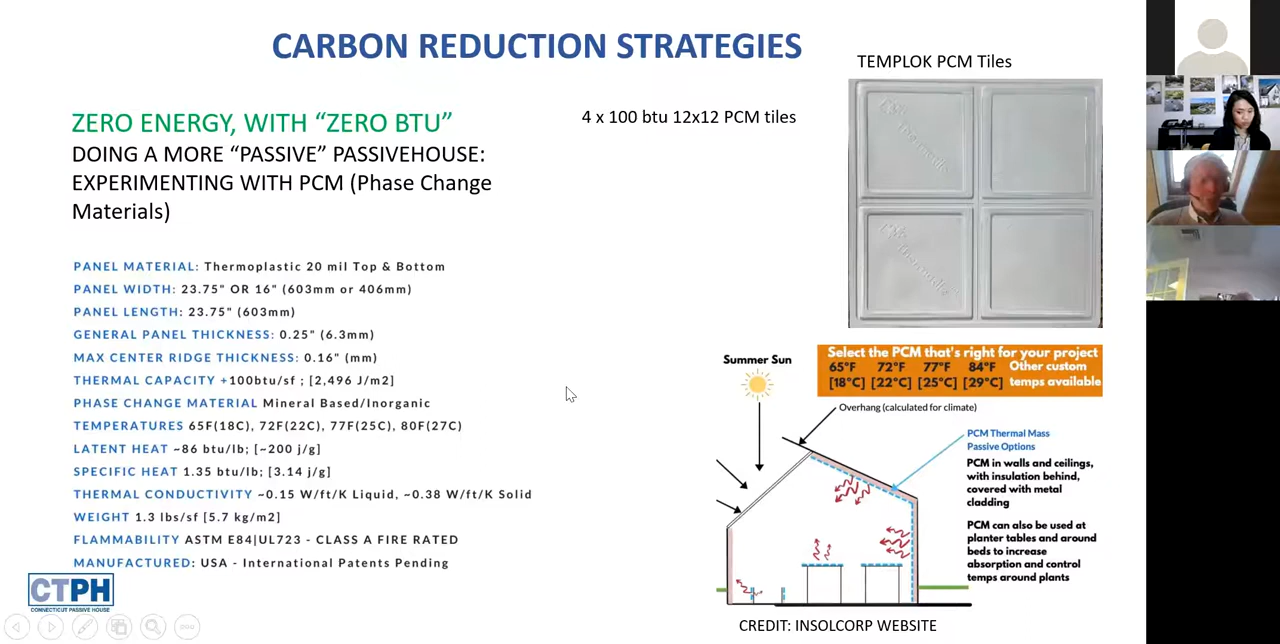 CARBON REDUCTION STRATEGIES
TEMPLOK PCM Tiles
ZERO ENERGY, WITH “ZERO BTU”
4 x 100 btu 12x12 PCM tiles
DOING A MORE “PASSIVE” PASSIVEHOUSE:
EXPERIMENTING WITH PCM (Phase Change
Materials)
PANEL MATERIAL: Thermoplastic 20 mil Top & Bottom
PANEL WIDTH: 23.75" OR 16" (603mm or 406mm)
PANEL LENGTH: 23.75" (603mm)
GENERAL PANEL THICKNESS: 0.25" (6.3mm)
MAX CENTER RIDGE THICKNESS: 0.16" (mm)
THERMAL CAPACITY +100btu/sf ; [2,496 J/m2]
PHASE CHANGE MATERIAL Mineral Based/Inorganic
TEMPERATURES 65F(18C), 72F(22C), 77F(25C), 80F(27C)
LATENT HEAT ~86 btu/lb; [~200 j/g]
SPECIFIC HEAT 1.35 btu/lb; [3.14 j/g]
THERMAL CONDUCTIVITY ~0.15 W/ft/K Liquid, ~0.38 W/ft/K Solid
WEIGHT 1.3 lbs/sf [5.7 kg/m2]
FLAMMABILITY ASTM E84|UL723 - CLASS A FIRE RATED
MANUFACTURED: USA - International Patents Pending
CTPH
CONNECTICUT PASSIVE HOUSE
Summer Sun
Select the PCM that's right for your project
65°F 72°F 77°F 84°F Other custom
[18°C] [22°C] [25°C] [29°C] temps available
Overhang (calculated for climate)
PCM Thermal Mass
Passive Options
PCM in walls and ceilings,
with insulation behind,
covered with metal
cladding
PCM can also be used at
planter tables and around
beds to increase
absorption and control
temps around plants
CREDIT: INSOLCORP WEBSITE